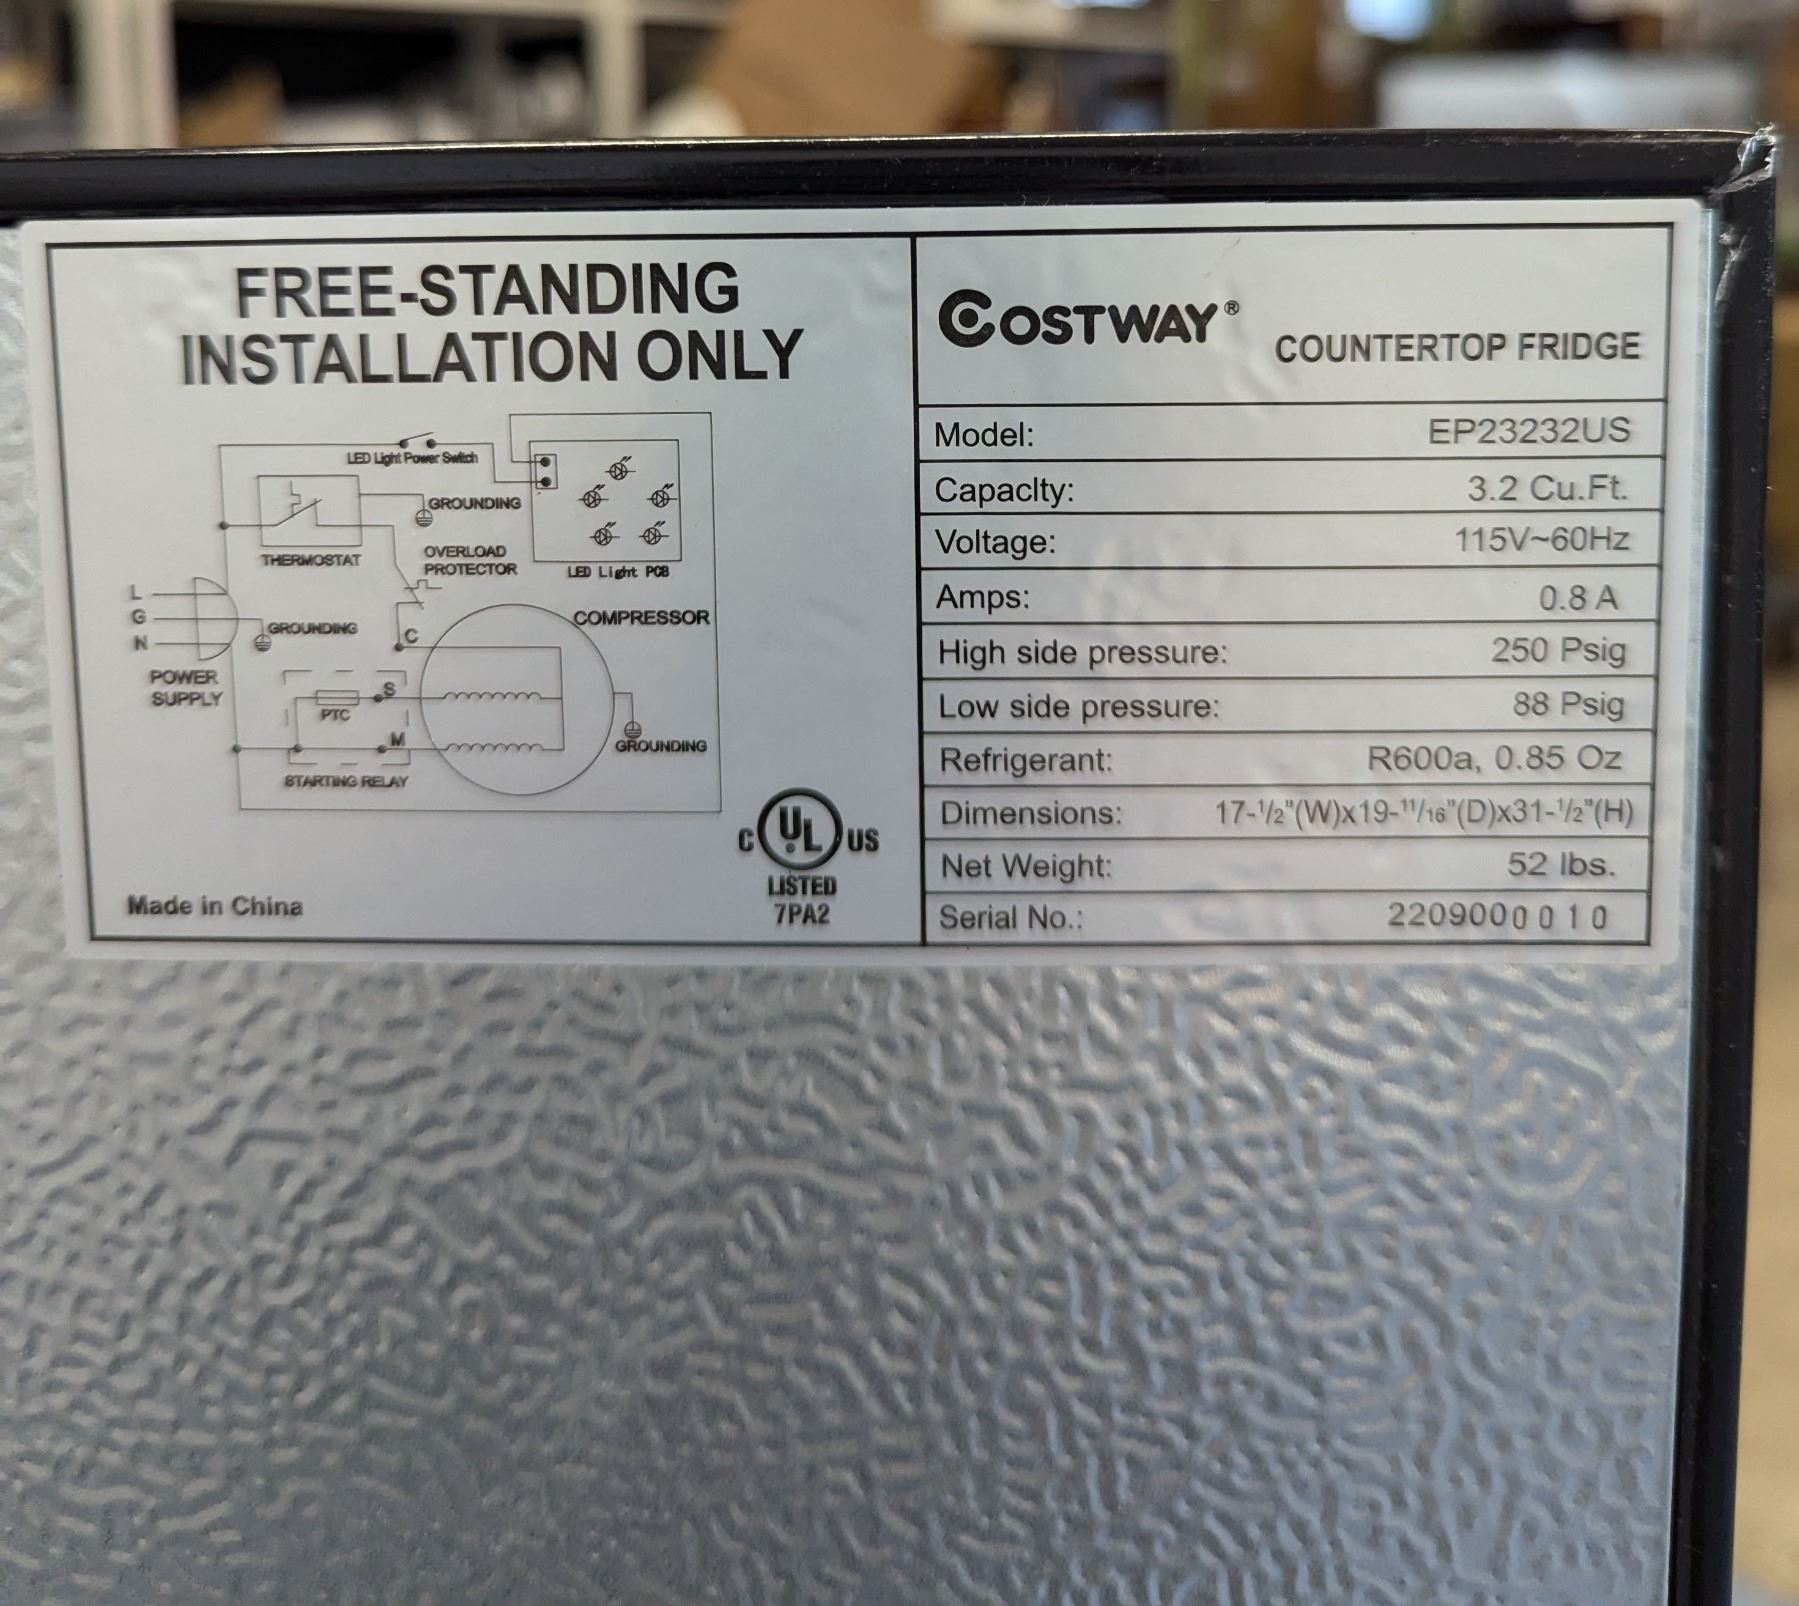 FREE-STANDING
INSTALLATION ONLY
LED Light Power Switch
GROUNDING
THERMOSTAT
OVERLOAD
PROTECTOR
LED Light PCB
L
G
N
GROUNDING
POWER
SUPPLY
C
COMPRESSOR
S
PTC
M
GROUNDING
STARTING RELAY
C UL® US
LISTED
7PA2
Made in China
COSTWAY® COUNTERTOP FRIDGE
Model: EP23232US
Capaclty: 3.2 Cu.Ft.
Voltage: 115V~60Hz
Amps: 0.8 A
High side pressure: 250 Psig
Low side pressure: 88 Psig
Refrigerant: R600a, 0.85 Oz
Dimensions: 17-1/2"(W)x19-11/16"(D)x31-1/2"(H)
Net Weight: 52 lbs.
Serial No.: 2209000010